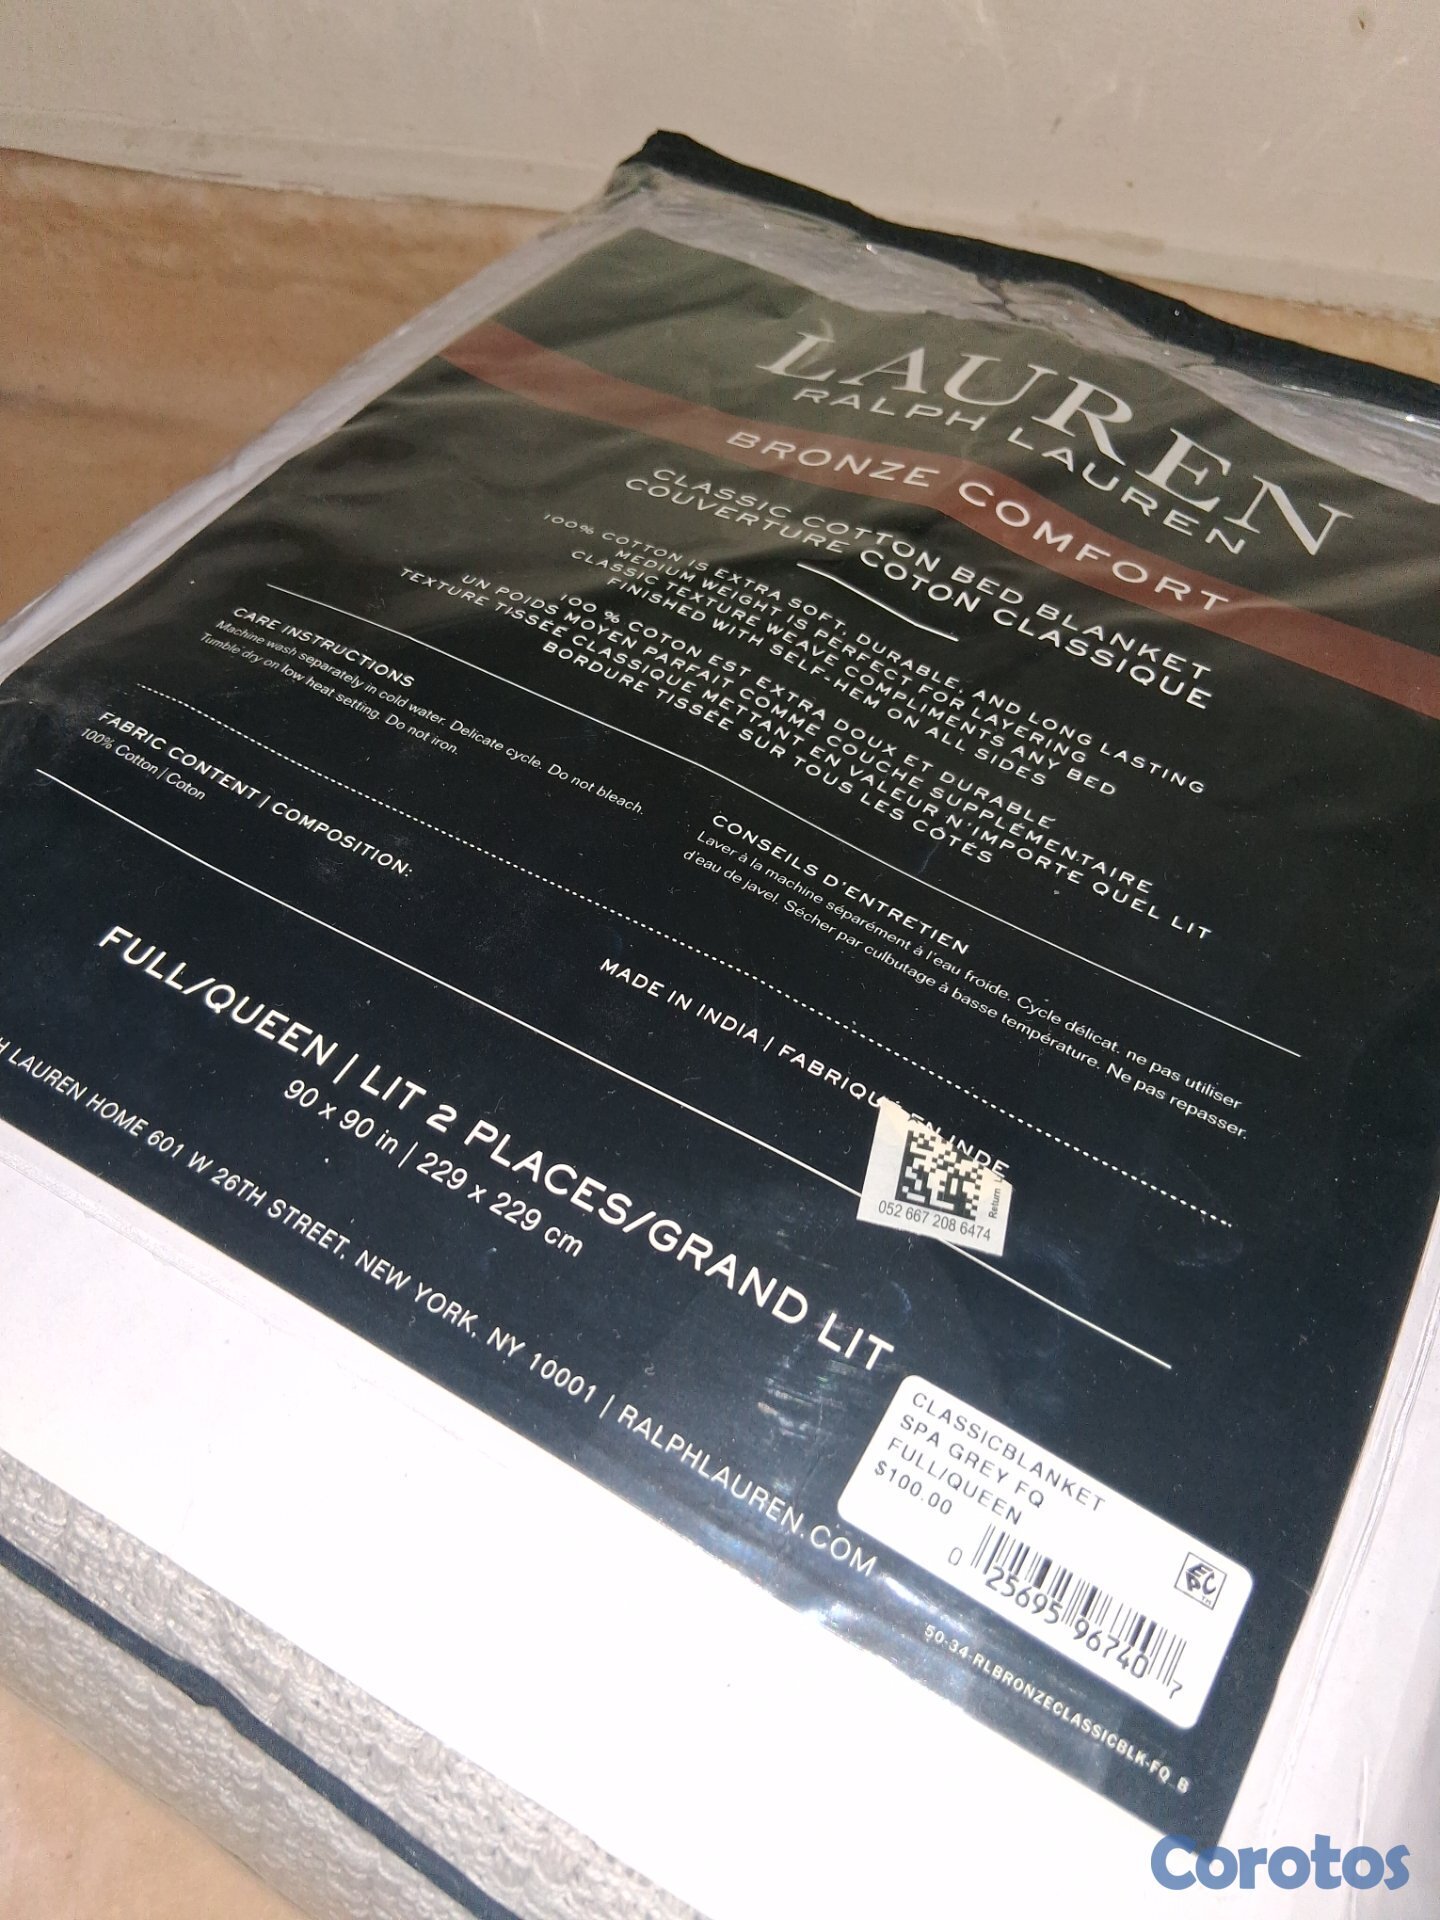 LAUREN
RALPH LAUREN
BRONZE COMFORT
CLASSIC COTTON BED BLANKET
COUVERTURE COTON CLASSIQUE
100% COTTON IS EXTRA SOFT, DURABLE, AND LONG LASTING
MEDIUM WEIGHT IS PERFECT FOR LAYERING
CLASSIC TEXTURE WEAVE COMPLIMENTS ANY BED
FINISHED WITH SELF-HEM ON ALL SIDES
100 % COTON EST EXTRA DOUX ET DURABLE
UN POIDS MOYEN PARFAIT COMME COUCHE SUPPLÉMENTAIRE
TEXTURE TISSÉE CLASSIQUE METTANT EN VALEUR N'IMPORTE QUEL LIT
BORDURE TISSÉE SUR TOUS LES CÔTÉS
CARE INSTRUCTIONS
Machine wash separately in cold water. Delicate cycle. Do not bleach.
Tumble dry on low heat setting. Do not iron.
CONSEILS D'ENTRETIEN
Laver à la machine séparément à l'eau froide. Cycle délicat. ne pas utiliser
d'eau de javel. Sécher par culbutage à basse température. Ne pas repasser.
FABRIC CONTENT | COMPOSITION:
100% Cotton | Coton
MADE IN INDIA | FABRIQU EN INDE
Return
052 667 208 6474
FULL/QUEEN | LIT 2 PLACES/GRAND LIT
90 x 90 in | 229 x 229 cm
H LAUREN HOME 601 W 26TH STREET, NEW YORK, NY 10001 | RALPHLAUREN.COM
CLASSICBLANKET
SPA GREY FQ
FULL/QUEEN
$100.00
0 25695 96740 7
50-34-RLBRONZECLASSICBLK-FQ_B
Corotos